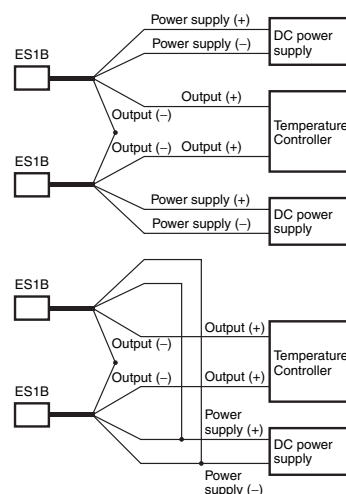 Power supply (+)
Power supply (−)
DC power
supply
ES1B
Output (+)
Output (−)
Temperature
Controller
Output (−)
Output (+)
ES1B
Power supply (+)
Power supply (−)
DC power
supply
ES1B
Output (+)
Output (−)
Temperature
Controller
Output (−)
Output (+)
ES1B
Power
supply (+)
DC power
supply
Power
supply (−)